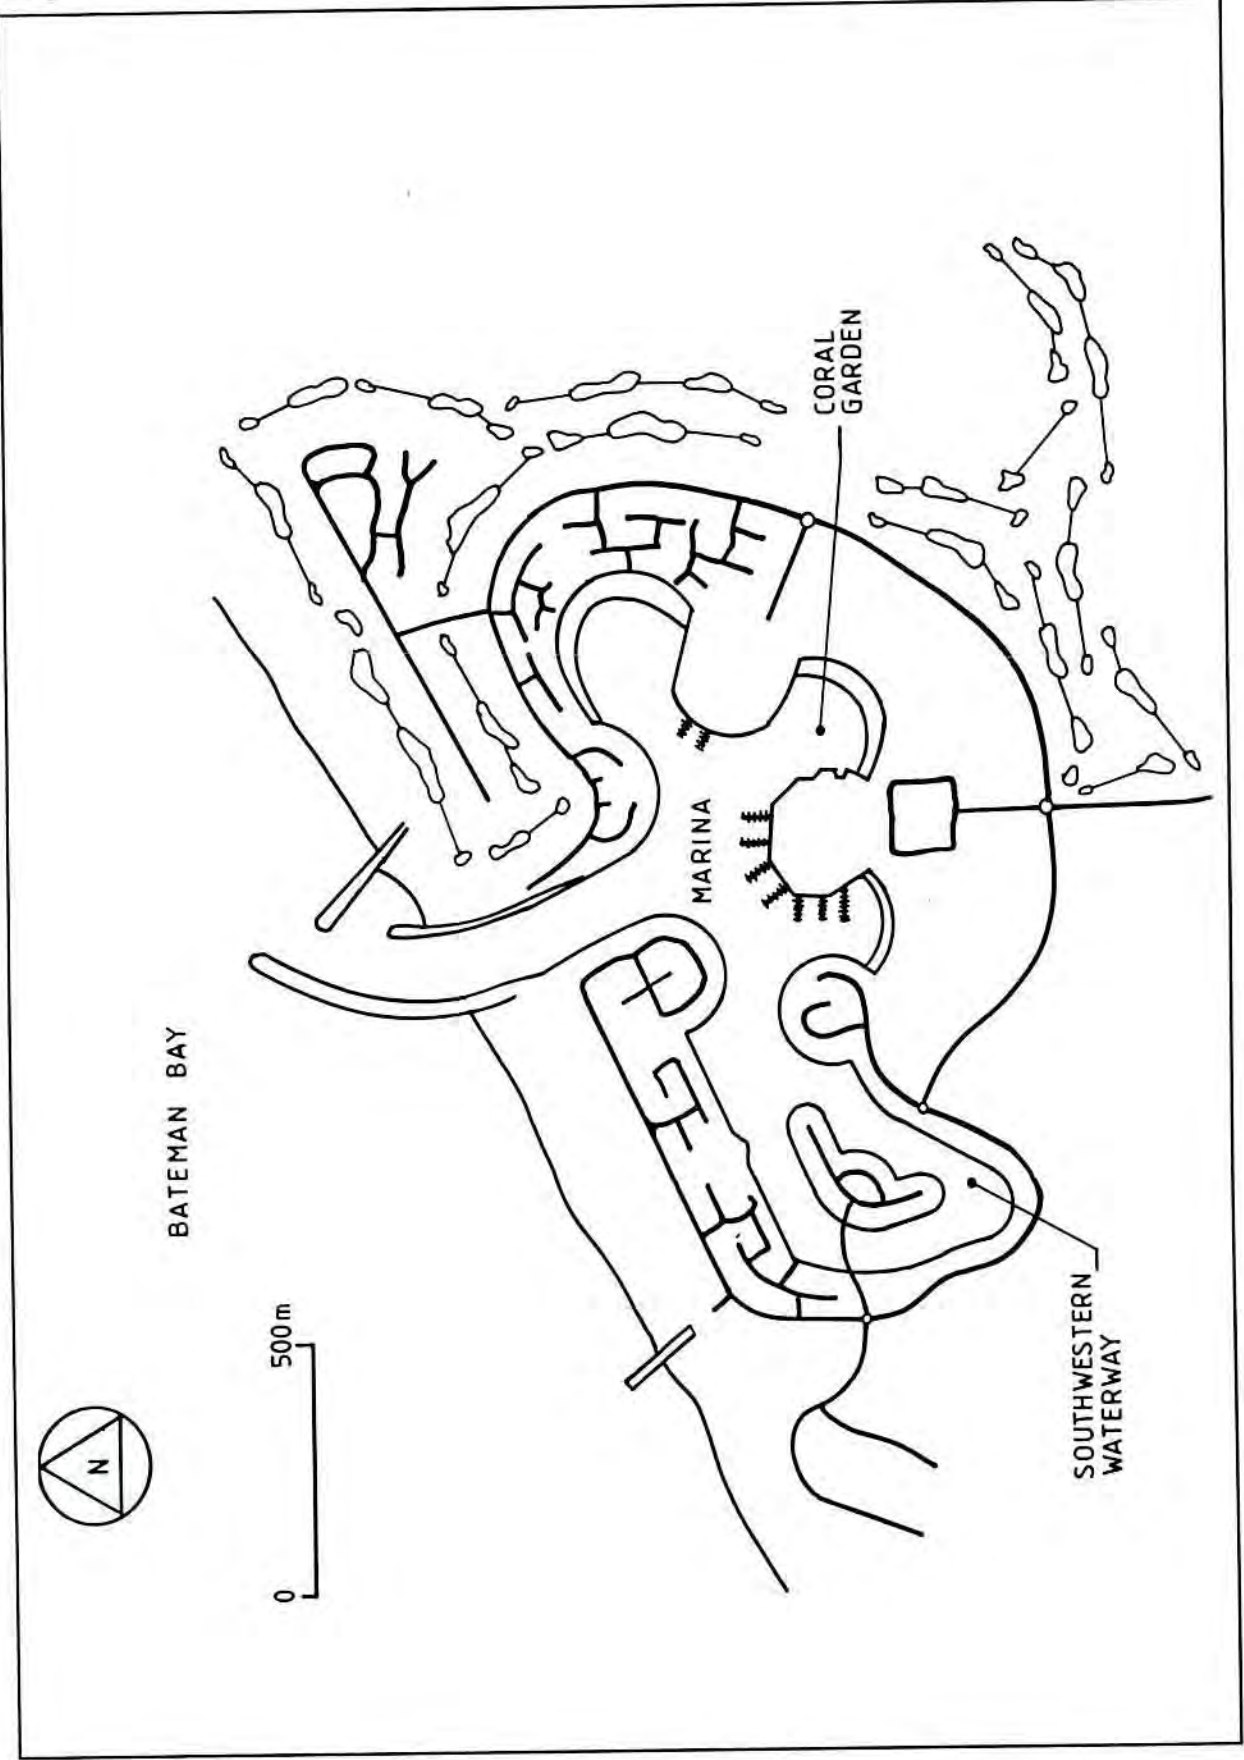 N
BATEMAN BAY
0
500m
MARINA
CORAL
GARDEN
SOUTHWESTERN
WATERWAY